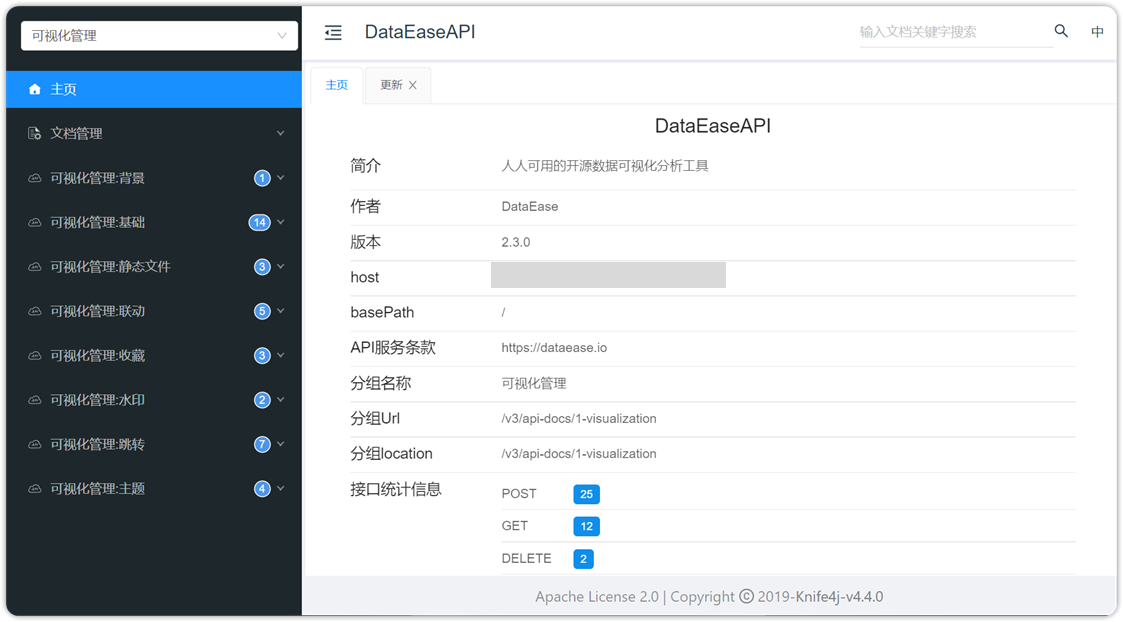 可视化管理
DataEaseAPI
输入文档关键字搜索
中
主页
文档管理
可视化管理:背景 1
可视化管理:基础 14
可视化管理:静态文件 3
可视化管理:联动 5
可视化管理:收藏 3
可视化管理:水印 2
可视化管理:跳转 7
可视化管理:主题 4
主页 更新
DataEaseAPI
简介 人人可用的开源数据可视化分析工具
作者 DataEase
版本 2.3.0
host
basePath /
API服务条款 https://dataease.io
分组名称 可视化管理
分组Url /v3/api-docs/1-visualization
分组location /v3/api-docs/1-visualization
接口统计信息 POST 25
GET 12
DELETE 2
Apache License 2.0 | Copyright © 2019-Knife4j-v4.4.0